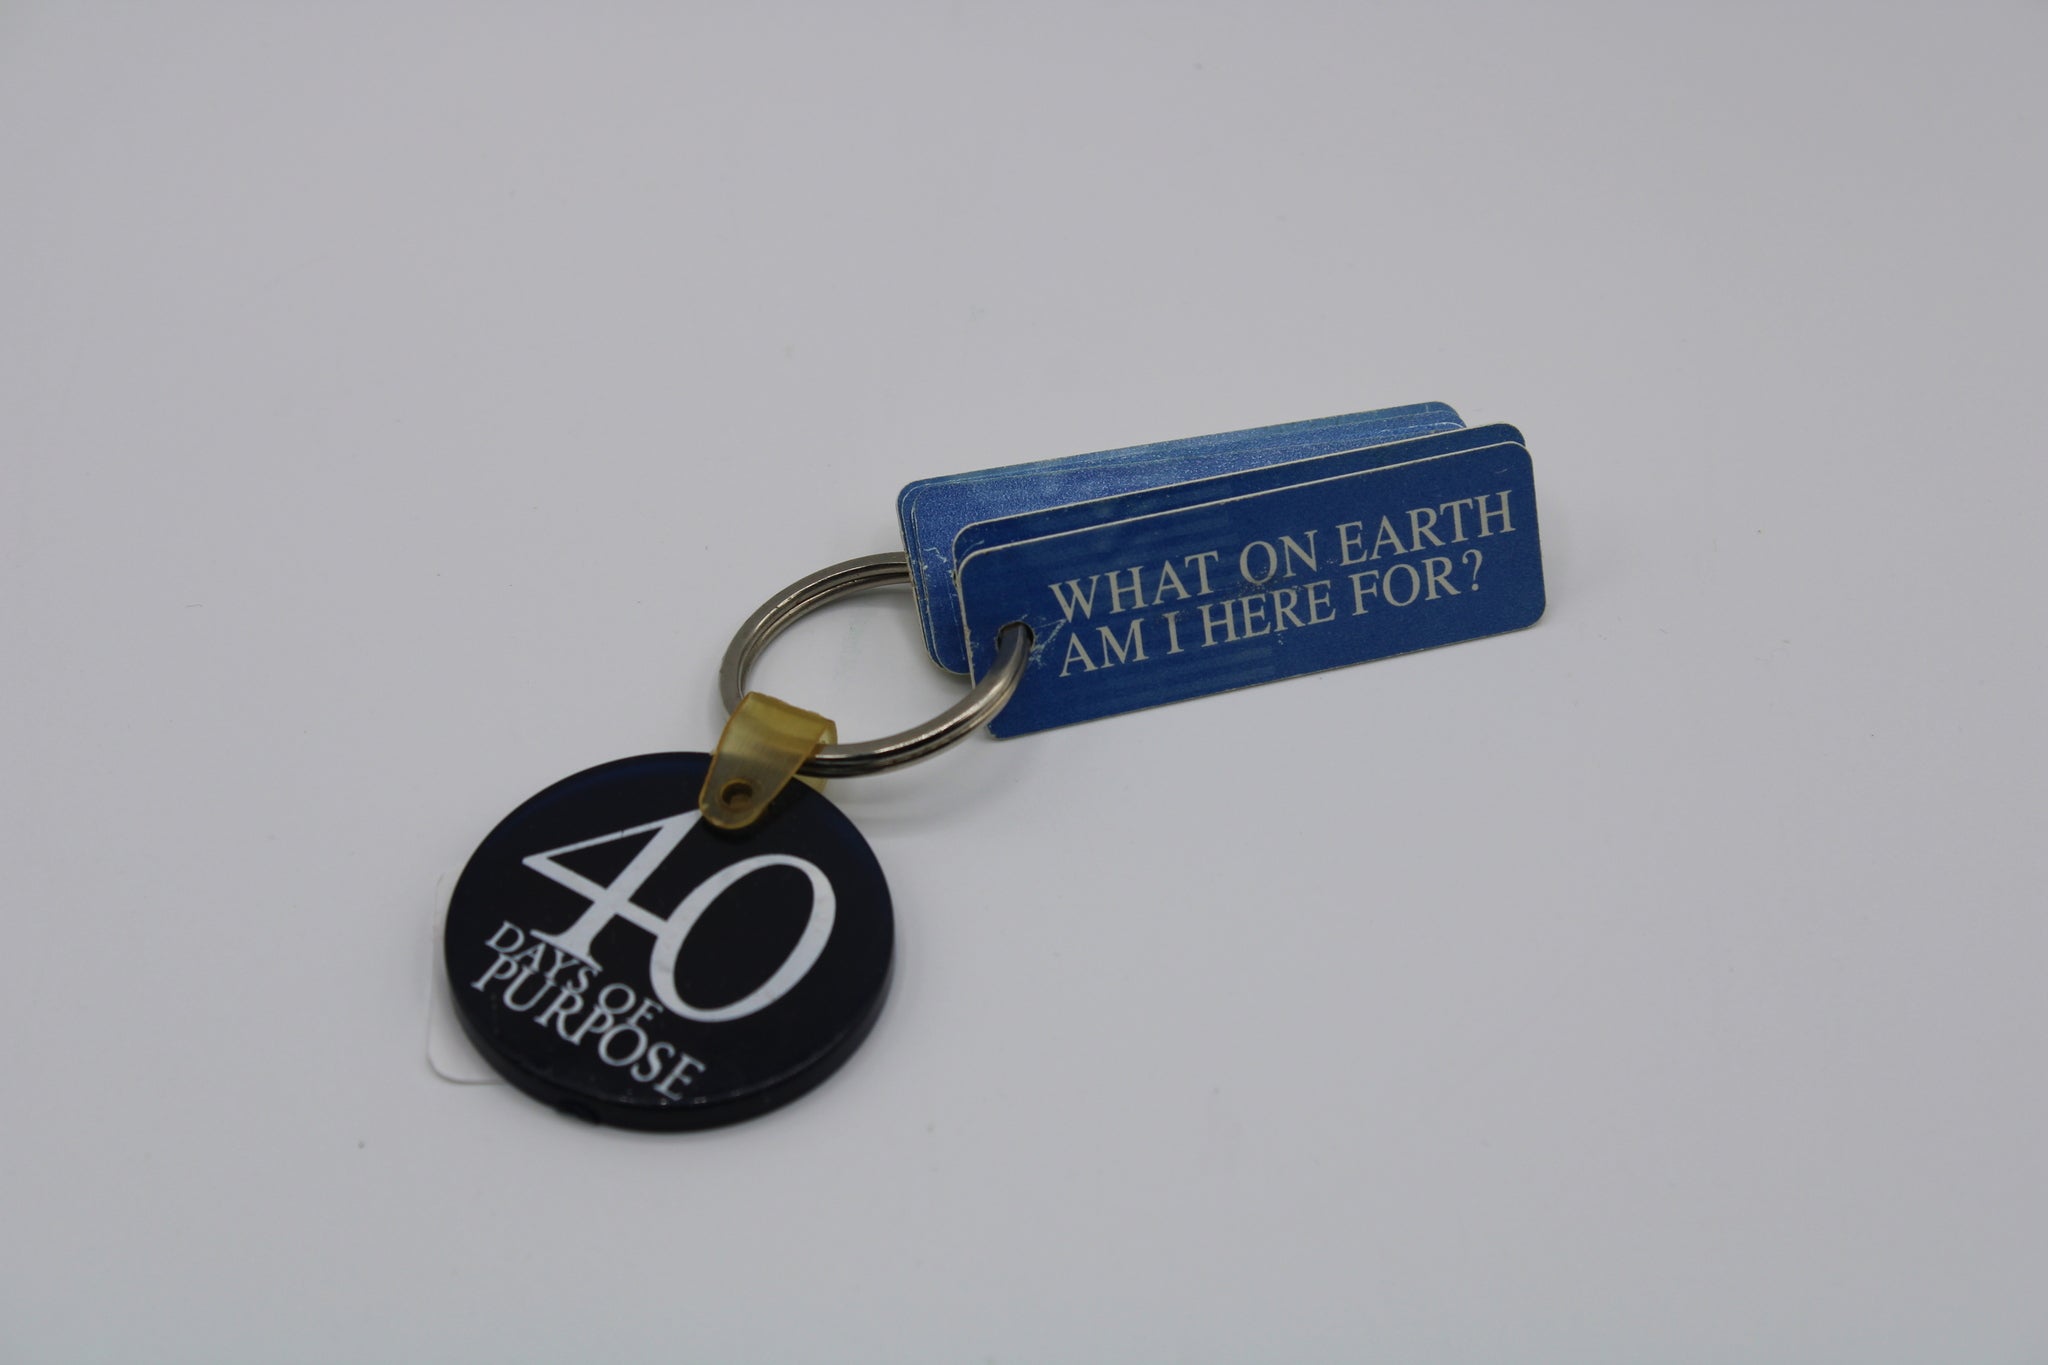 WHAT ON EARTH
AM I HERE FOR?
40
DAYS OF
PURPOSE